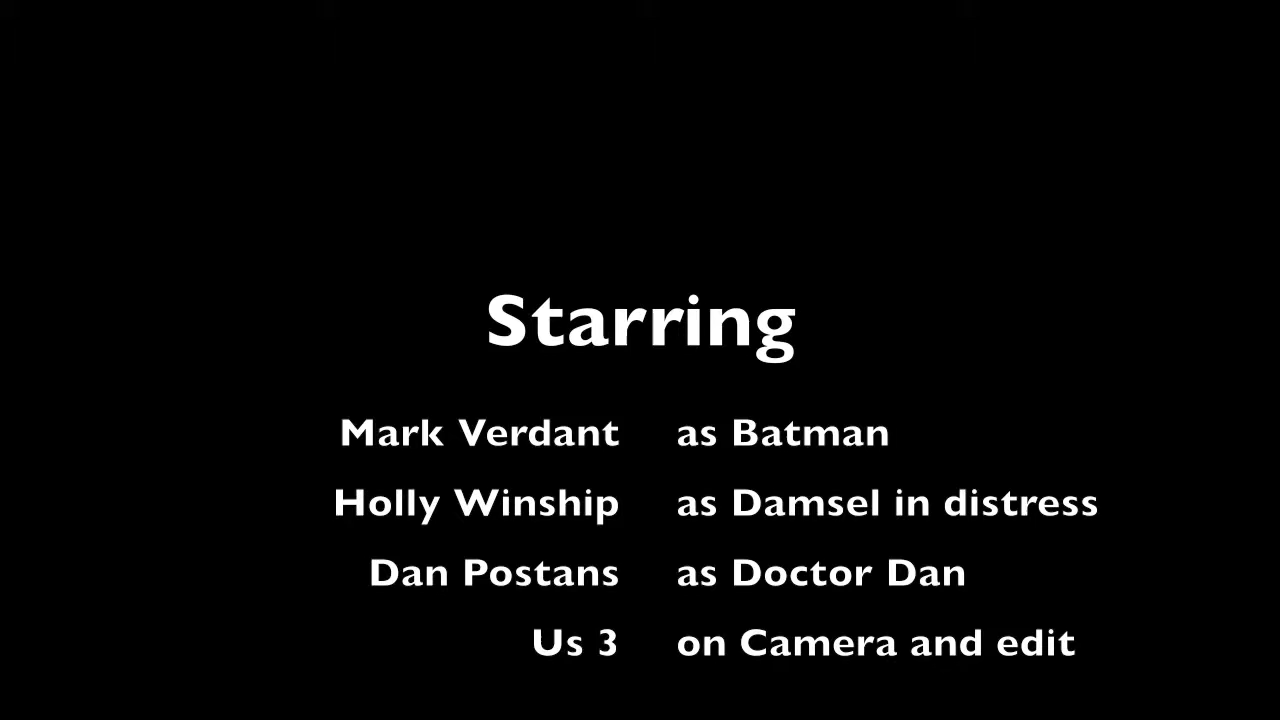 Starring
Mark Verdant as Batman
Holly Winship as Damsel in distress
Dan Postans as Doctor Dan
Us 3 on Camera and edit